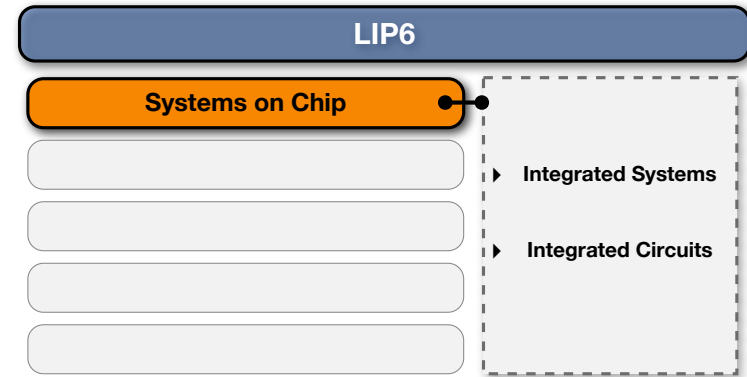 LIP6
Systems on Chip
Integrated Systems
Integrated Circuits